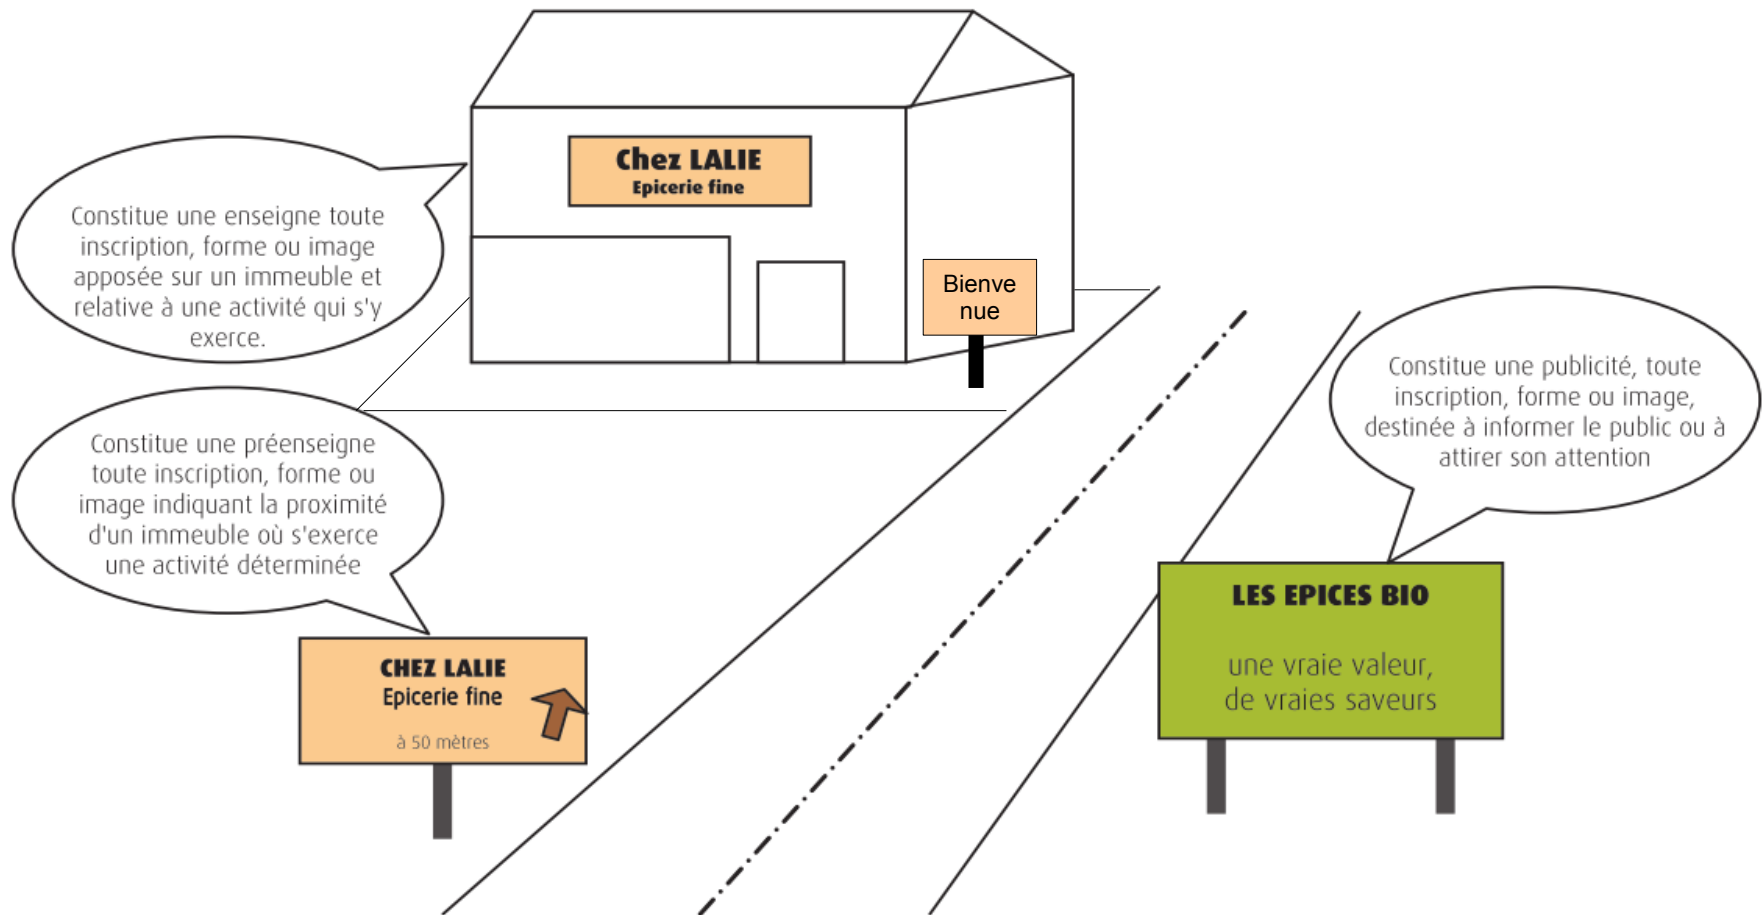 Chez LALIE
Epicerie fine
Constitue une enseigne toute
inscription, forme ou image
apposée sur un immeuble et
relative à une activité qui s'y
exerce.
Bienve
nue
Constitue une publicité, toute
inscription, forme ou image,
destinée à informer le public ou à
attirer son attention
Constitue une préenseigne
toute inscription, forme ou
image indiquant la proximité
d'un immeuble où s'exerce
une activité déterminée
LES EPICES BIO
une vraie valeur,
de vraies saveurs
CHEZ LALIE
Epicerie fine
à 50 mètres